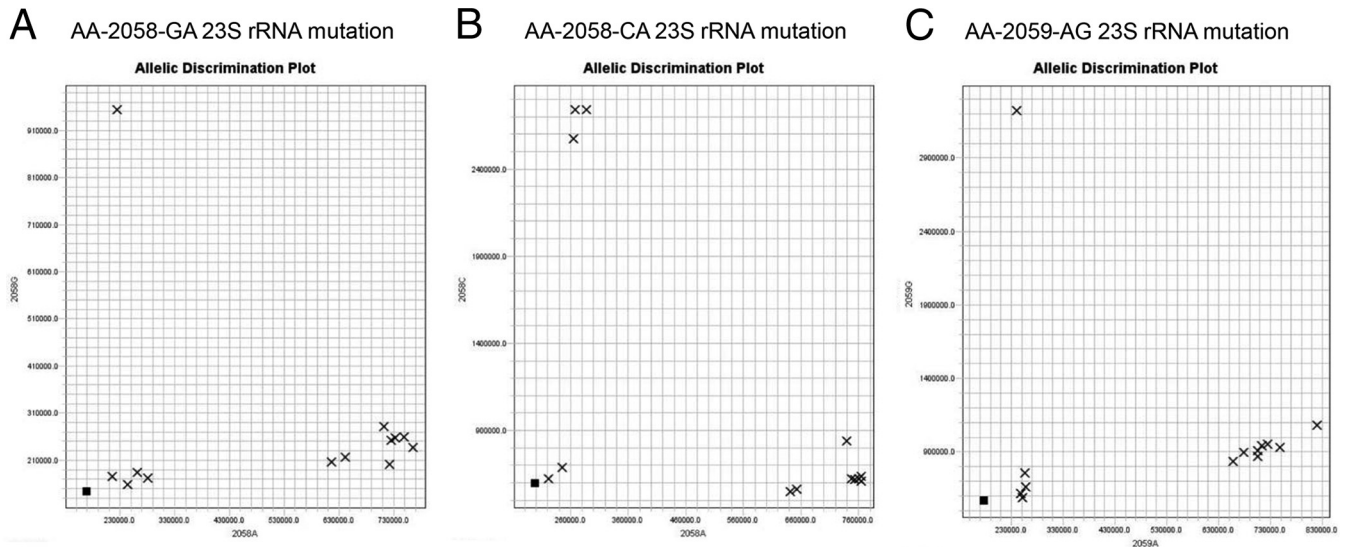 A AA-2058-GA 23S rRNA mutation
Allelic Discrimination Plot
910000.0
810000.0
710000.0
610000.0
510000.0
410000.0
310000.0
210000.0
2058G
230000.0 330000.0 430000.0 530000.0 630000.0 730000.0
2058A
B AA-2058-CA 23S rRNA mutation
Allelic Discrimination Plot
2400000.0
1900000.0
1400000.0
900000.0
2058C
260000.0 360000.0 460000.0 560000.0 660000.0 760000.0
2058A
C AA-2059-AG 23S rRNA mutation
Allelic Discrimination Plot
2900000.0
2400000.0
1900000.0
1400000.0
900000.0
2059G
230000.0 330000.0 430000.0 530000.0 630000.0 730000.0 830000.0
2059A